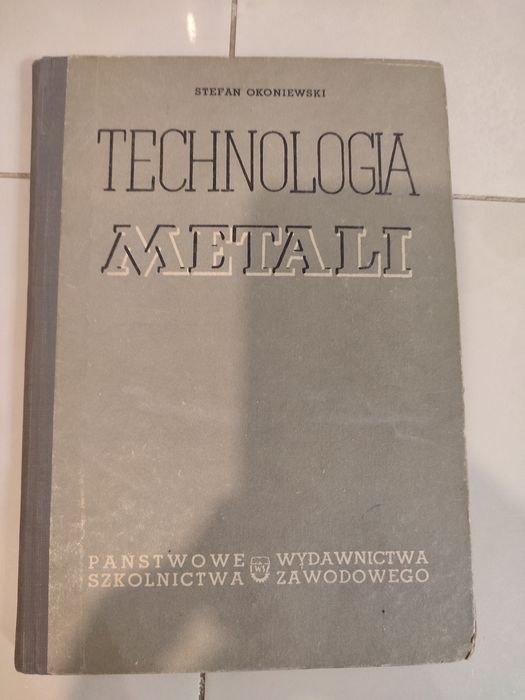 STEFAN OKONIEWSKI
TECHNOLOGIA
METALI
PAŃSTWOWE WYDAWNICTWA
SZKOLNICTWA ZAWODOWEGO